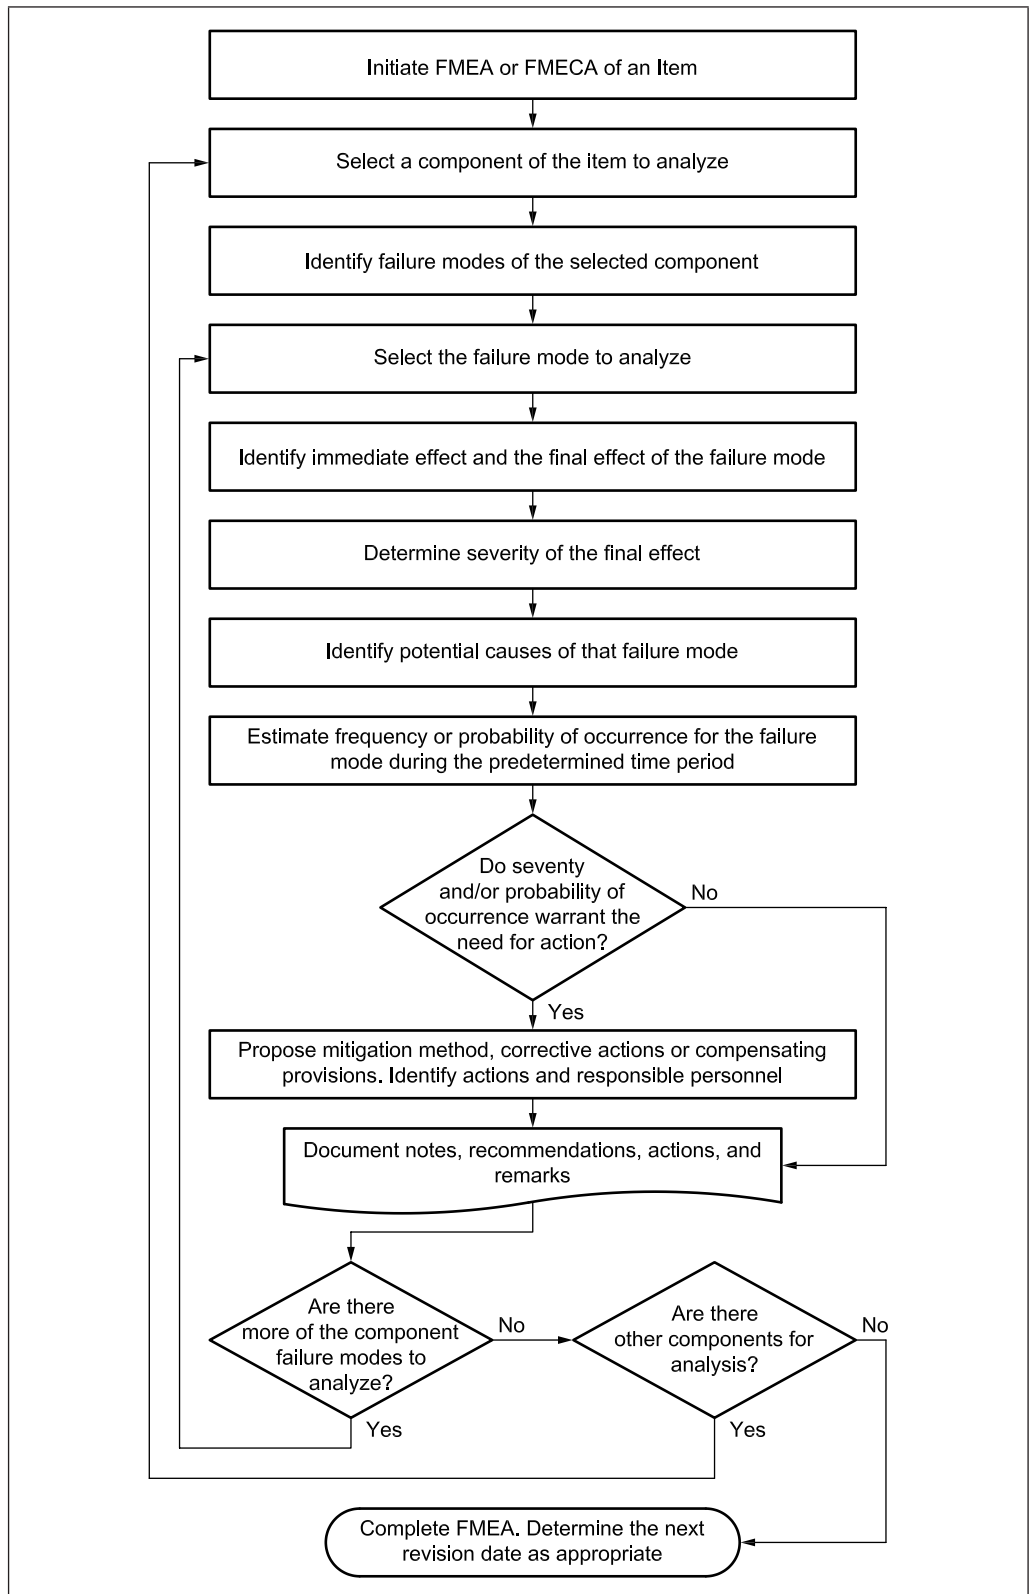 Initiate FMEA or FMECA of an Item
Select a component of the item to analyze
Identify failure modes of the selected component
Select the failure mode to analyze
Identify immediate effect and the final effect of the failure mode
Determine severity of the final effect
Identify potential causes of that failure mode
Estimate frequency or probability of occurrence for the failure
mode during the predetermined time period
Do seventy
and/or probability of
occurrence warrant the
need for action?
No
Yes
Propose mitigation method, corrective actions or compensating
provisions. Identify actions and responsible personnel
Document notes, recommendations, actions, and
remarks
Are there
more of the component
failure modes to
analyze?
No
Yes
Are there
other components for
analysis?
No
Yes
Complete FMEA. Determine the next
revision date as appropriate